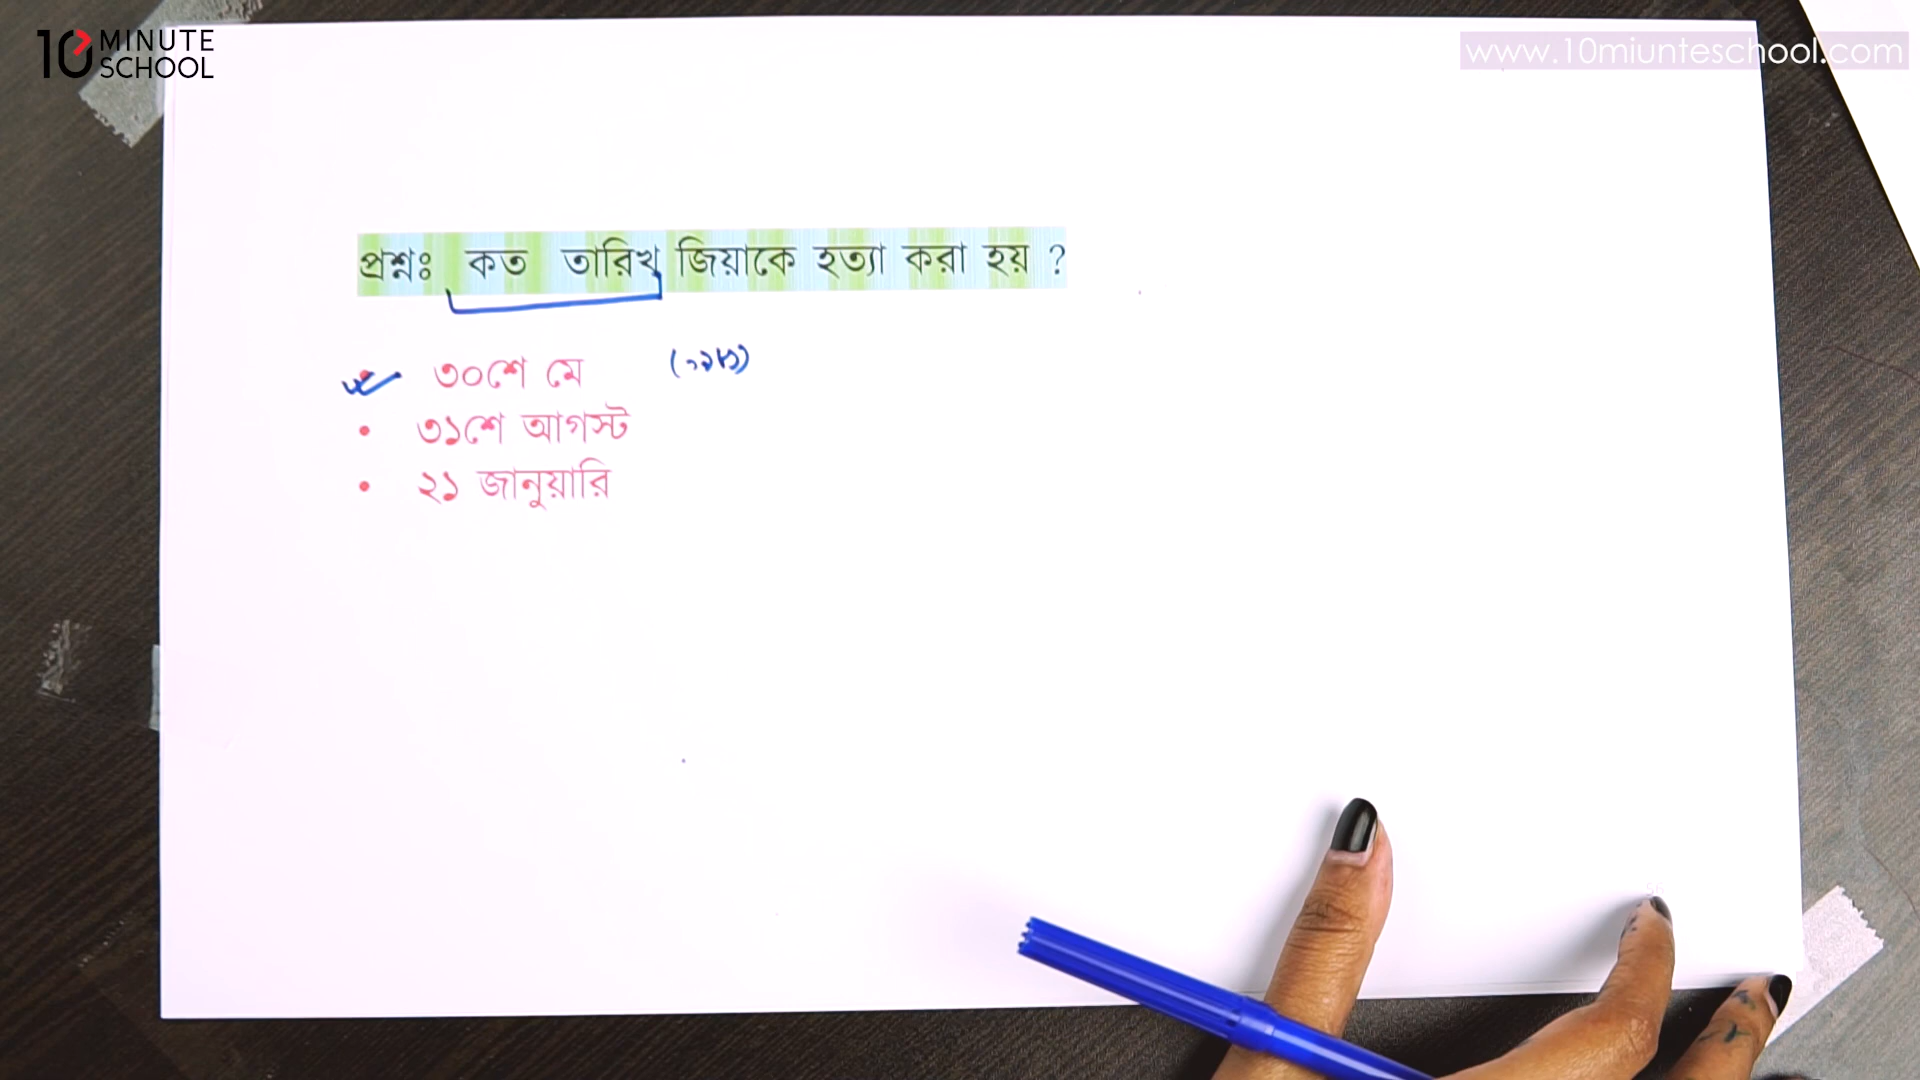 10 MINUTE
SCHOOL
www.10miunteschool.com
প্রশ্নঃ কত তারিখ জিয়াকে হত্যা করা হয় ?
৩০শে মে (১৯৮১)
৩১শে আগস্ট
২১ জানুয়ারি